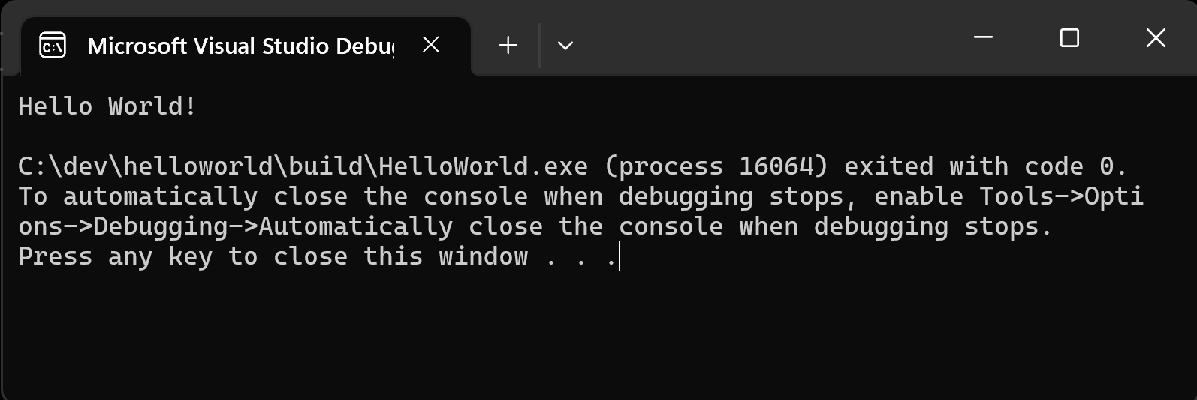 Microsoft Visual Studio Debu
Hello World!
C:\dev\helloworld\build\HelloWorld.exe (process 16064) exited with code 0.
To automatically close the console when debugging stops, enable Tools->Opti
ons->Debugging->Automatically close the console when debugging stops.
Press any key to close this window . . .